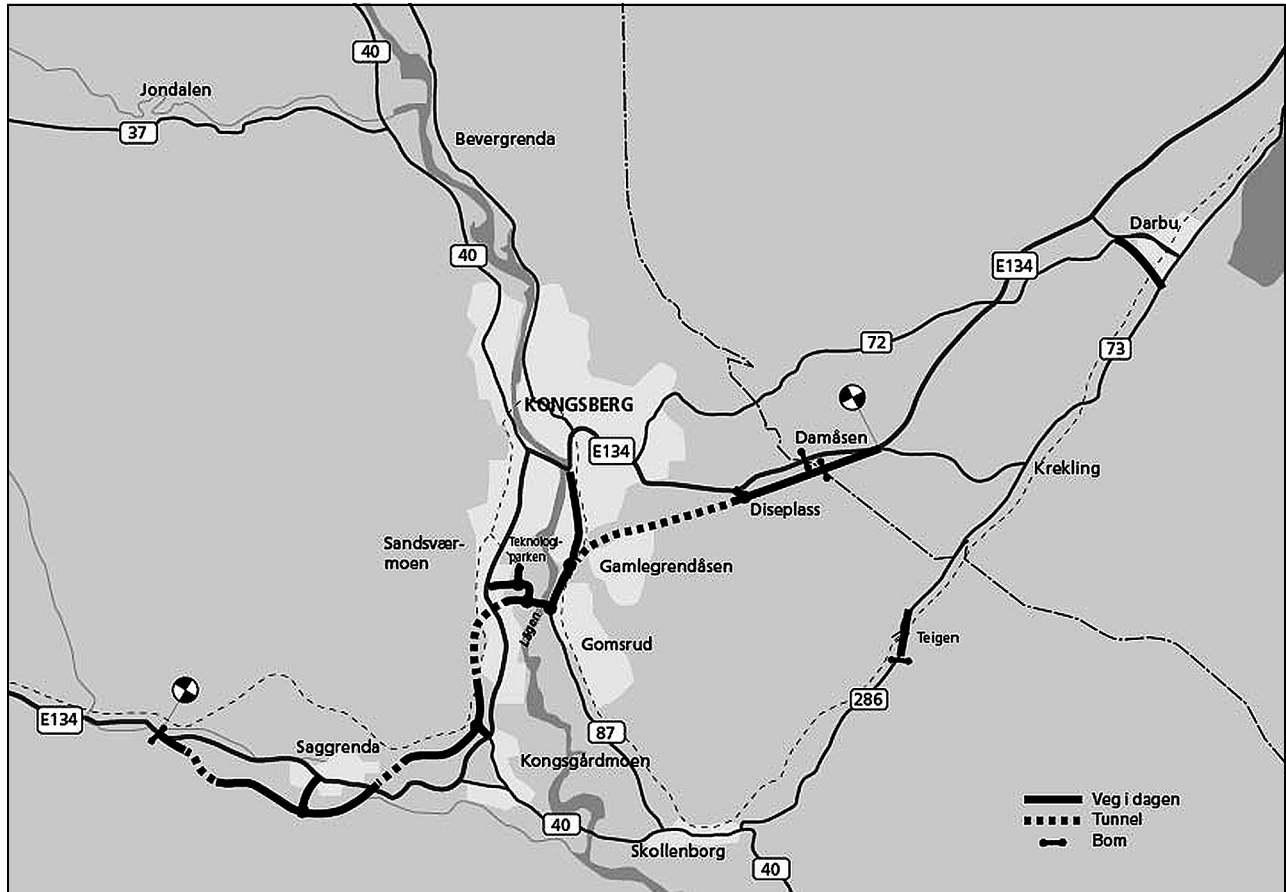 40
Jondalen
37
Bevergrenda
Darbu
40
E134
72
73
KONGSBERG
E134
Damåsen
Krekling
Diseplass
Sandsvær-
moen
Teknologi-
parken
Gamlegrendåsen
Lågen
Gomsrud
Teigen
286
E134
87
Saggrenda
Kongsgårdmoen
Veg i dagen
Tunnel
Bom
40
Skollenborg
40